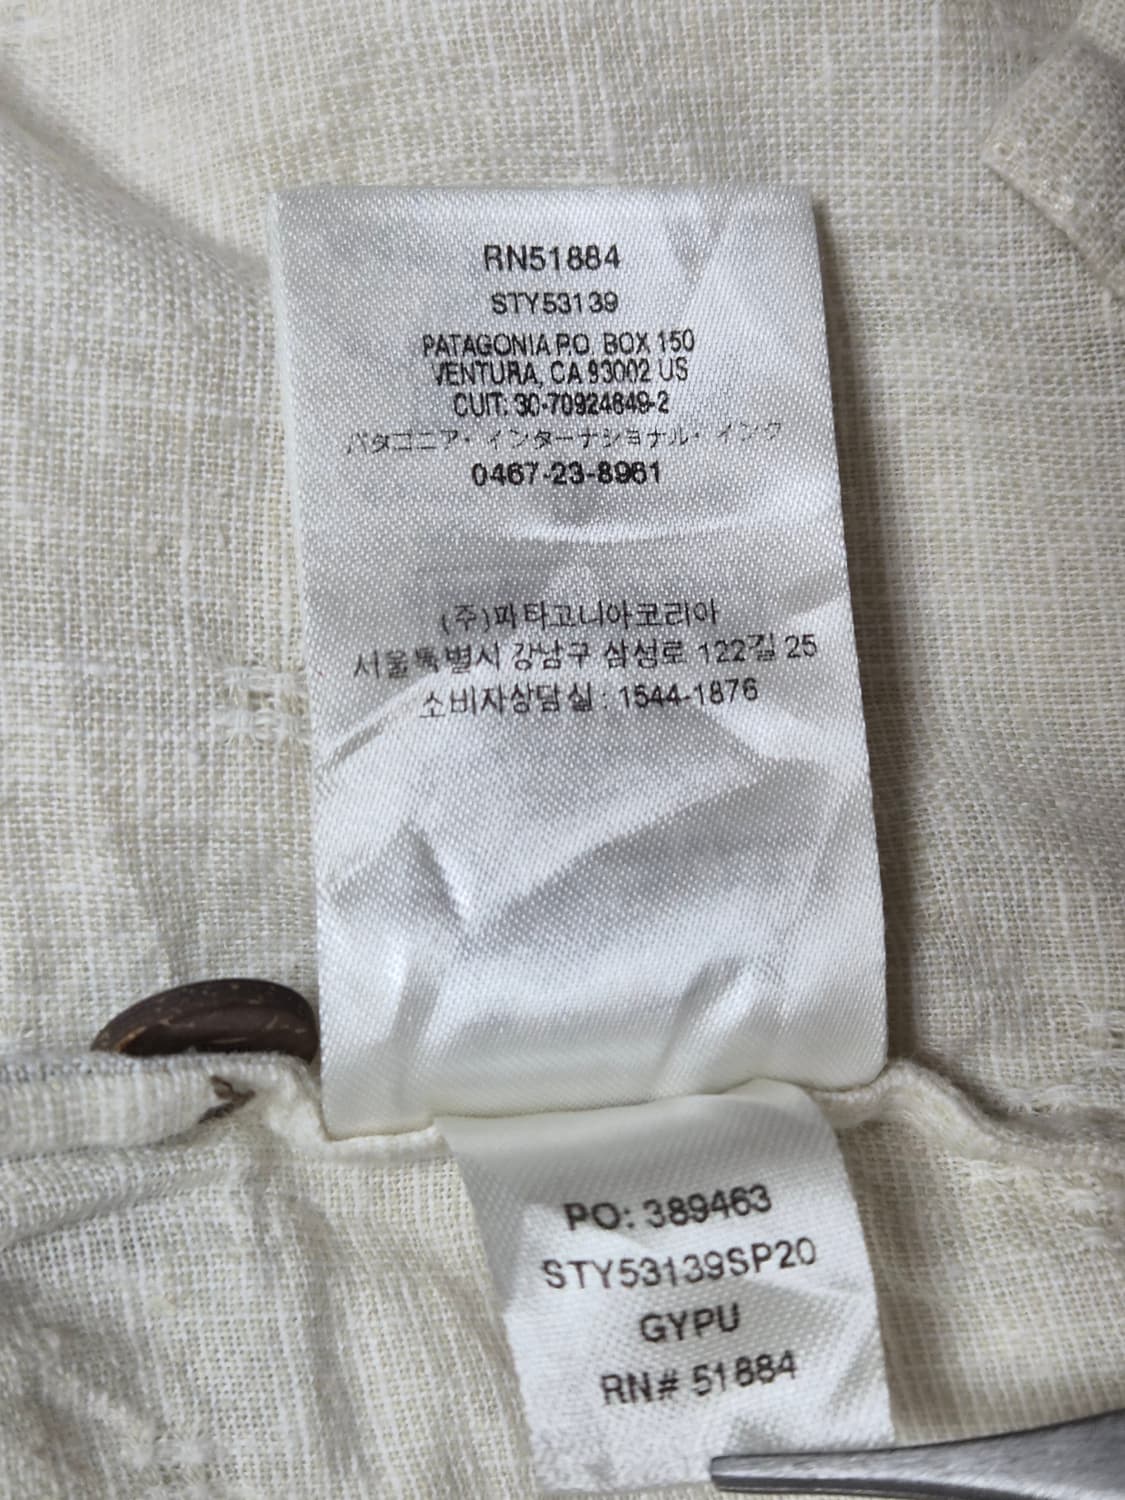 RN51884
STY53139
PATAGONIA P.O. BOX 150
VENTURA, CA 93002 US
CUIT: 30-70924849-2
パタゴニア・インターナショナル・インク
0467-23-8961
(주)파타고니아코리아
서울특별시 강남구 삼성로 122길 25
소비자상담실 : 1544-1876
PO: 389463
STY53139SP20
GYPU
RN# 51884